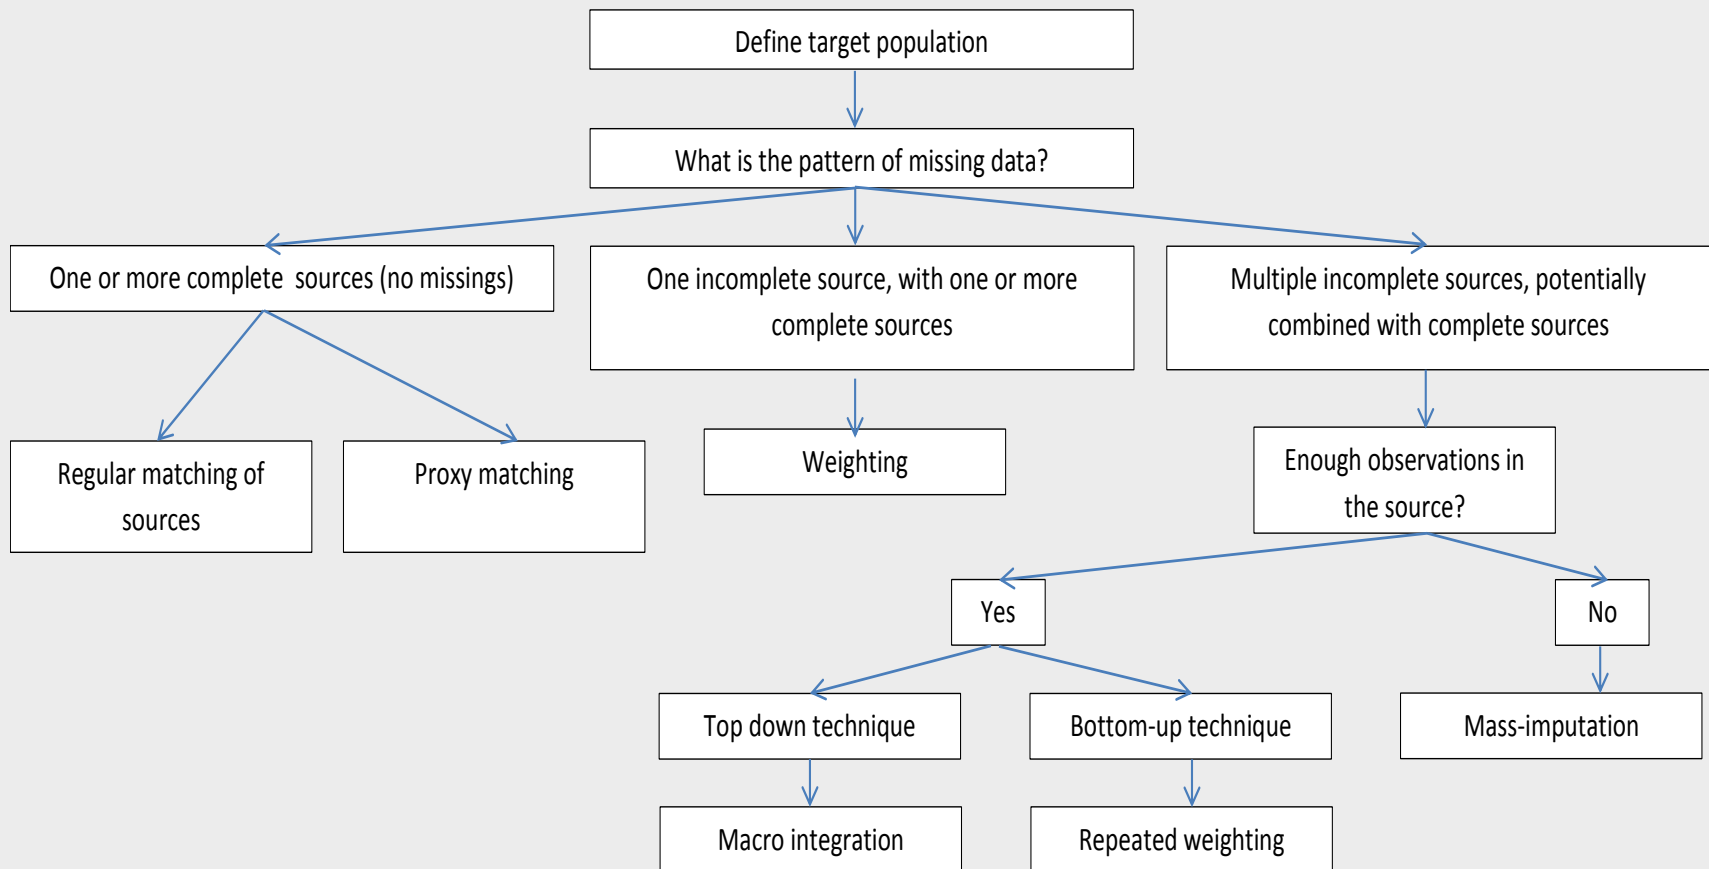 Define target population
What is the pattern of missing data?
One or more complete sources (no missings)
One incomplete source, with one or more
complete sources
Multiple incomplete sources, potentially
combined with complete sources
Regular matching of
sources
Proxy matching
Weighting
Enough observations in
the source?
Yes
No
Top down technique
Bottom-up technique
Mass-imputation
Macro integration
Repeated weighting